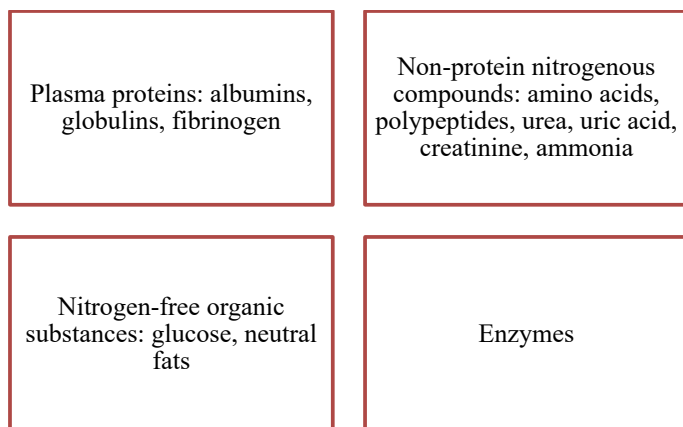 Plasma proteins: albumins,
globulins, fibrinogen
Non-protein nitrogenous
compounds: amino acids,
polypeptides, urea, uric acid,
creatinine, ammonia
Nitrogen-free organic
substances: glucose, neutral
fats
Enzymes